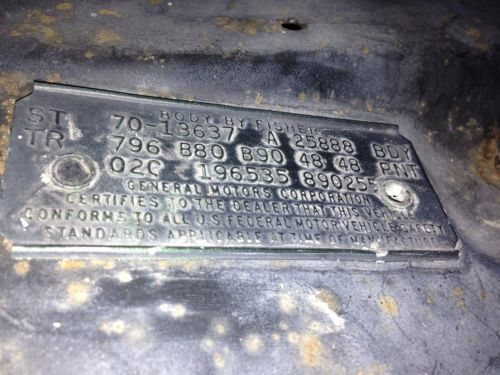 BODY BY FISHER
ST 70-13637 A 25888 BDY
TR 796 B80 B90 48 48 PNT
02C 196535 890255
GENERAL MOTORS CORPORATION
CERTIFIES TO THE DEALER THAT THIS VEHICLE
CONFORMS TO ALL U.S. FEDERAL MOTOR VEHICLE SAFETY
STANDARDS APPLICABLE AT TIME OF MANUFACTURE